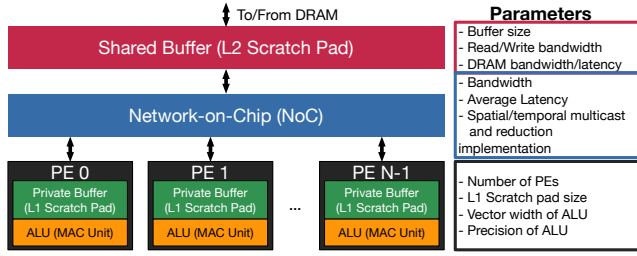 To/From DRAM
Shared Buffer (L2 Scratch Pad)
Network-on-Chip (NoC)
PE 0
Private Buffer
(L1 Scratch Pad)
ALU (MAC Unit)
PE 1
Private Buffer
(L1 Scratch Pad)
ALU (MAC Unit)
...
PE N-1
Private Buffer
(L1 Scratch Pad)
ALU (MAC Unit)
Parameters
- Buffer size
- Read/Write bandwidth
- DRAM bandwidth/latency
- Bandwidth
- Average Latency
- Spatial/temporal multicast
and reduction
implementation
- Number of PEs
- L1 Scratch pad size
- Vector width of ALU
- Precision of ALU